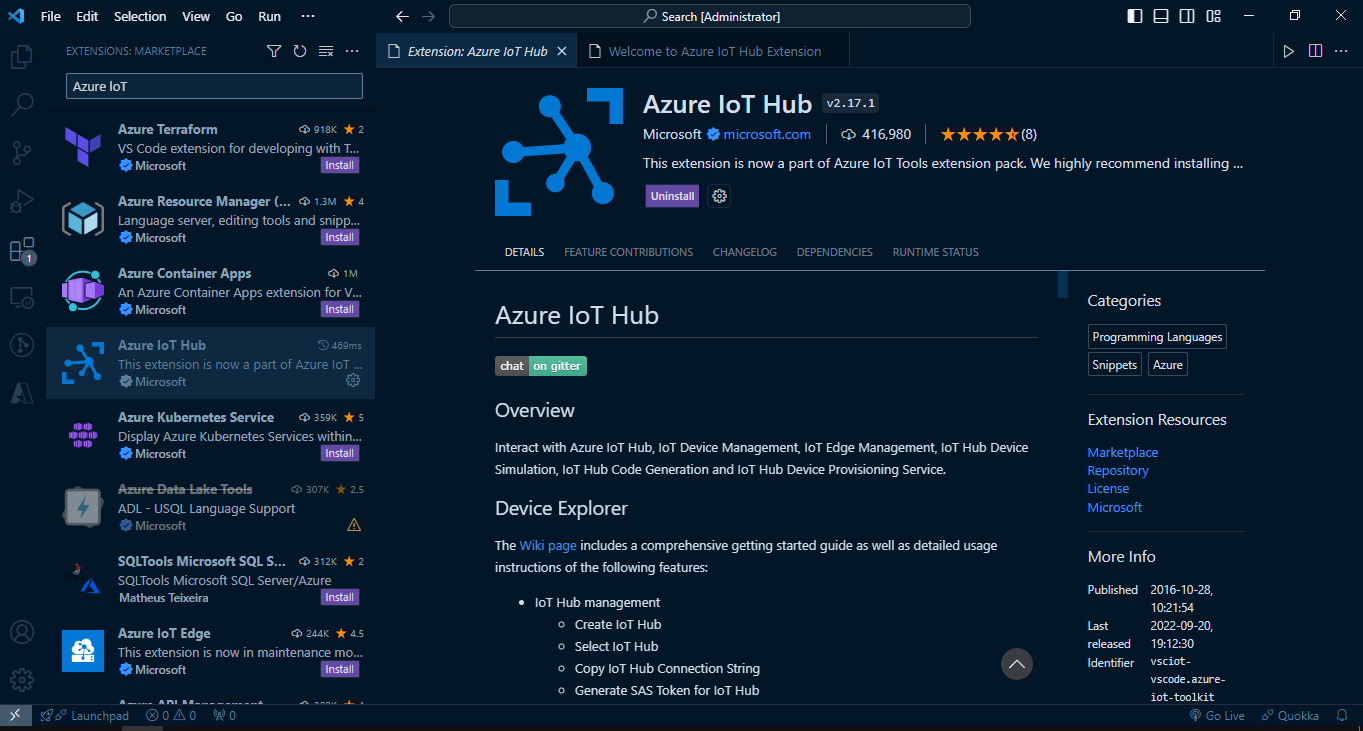 File Edit Selection View Go Run ···
Search [Administrator]
EXTENSIONS: MARKETPLACE
Azure IoT
Azure Terraform 918K 2
VS Code extension for developing with T...
Microsoft Install
Azure Resource Manager (... 1.3M 4
Language server, editing tools and snipp...
Microsoft Install
Azure Container Apps 1M
An Azure Container Apps extension for V...
Microsoft Install
Azure IoT Hub 469ms
This extension is now a part of Azure IoT ...
Microsoft
Azure Kubernetes Service 359K 5
Display Azure Kubernetes Services within...
Microsoft Install
Azure Data Lake Tools 307K 2.5
ADL - USQL Language Support
Microsoft
SQLTools Microsoft SQL S... 312K 2
SQLTools Microsoft SQL Server/Azure
Matheus Teixeira Install
Azure IoT Edge 244K 4.5
This extension is now in maintenance mo...
Microsoft Install
1
Extension: Azure IoT Hub
Welcome to Azure IoT Hub Extension
Azure IoT Hub v2.17.1
Microsoft microsoft.com 416,980 (8)
This extension is now a part of Azure IoT Tools extension pack. We highly recommend installing ...
Uninstall
DETAILS FEATURE CONTRIBUTIONS CHANGELOG DEPENDENCIES RUNTIME STATUS
Azure IoT Hub
chat on gitter
Overview
Interact with Azure IoT Hub, IoT Device Management, IoT Edge Management, IoT Hub Device
Simulation, IoT Hub Code Generation and IoT Hub Device Provisioning Service.
Device Explorer
The Wiki page includes a comprehensive getting started guide as well as detailed usage
instructions of the following features:
• IoT Hub management
◦ Create IoT Hub
◦ Select IoT Hub
◦ Copy IoT Hub Connection String
◦ Generate SAS Token for IoT Hub
Categories
Programming Languages
Snippets Azure
Extension Resources
Marketplace
Repository
License
Microsoft
More Info
Published 2016-10-28,
10:21:54
Last 2022-09-20,
released 19:12:30
Identifier vsciot-
vscode.azure-
iot-toolkit
Launchpad 0 0 0 Go Live Quokka